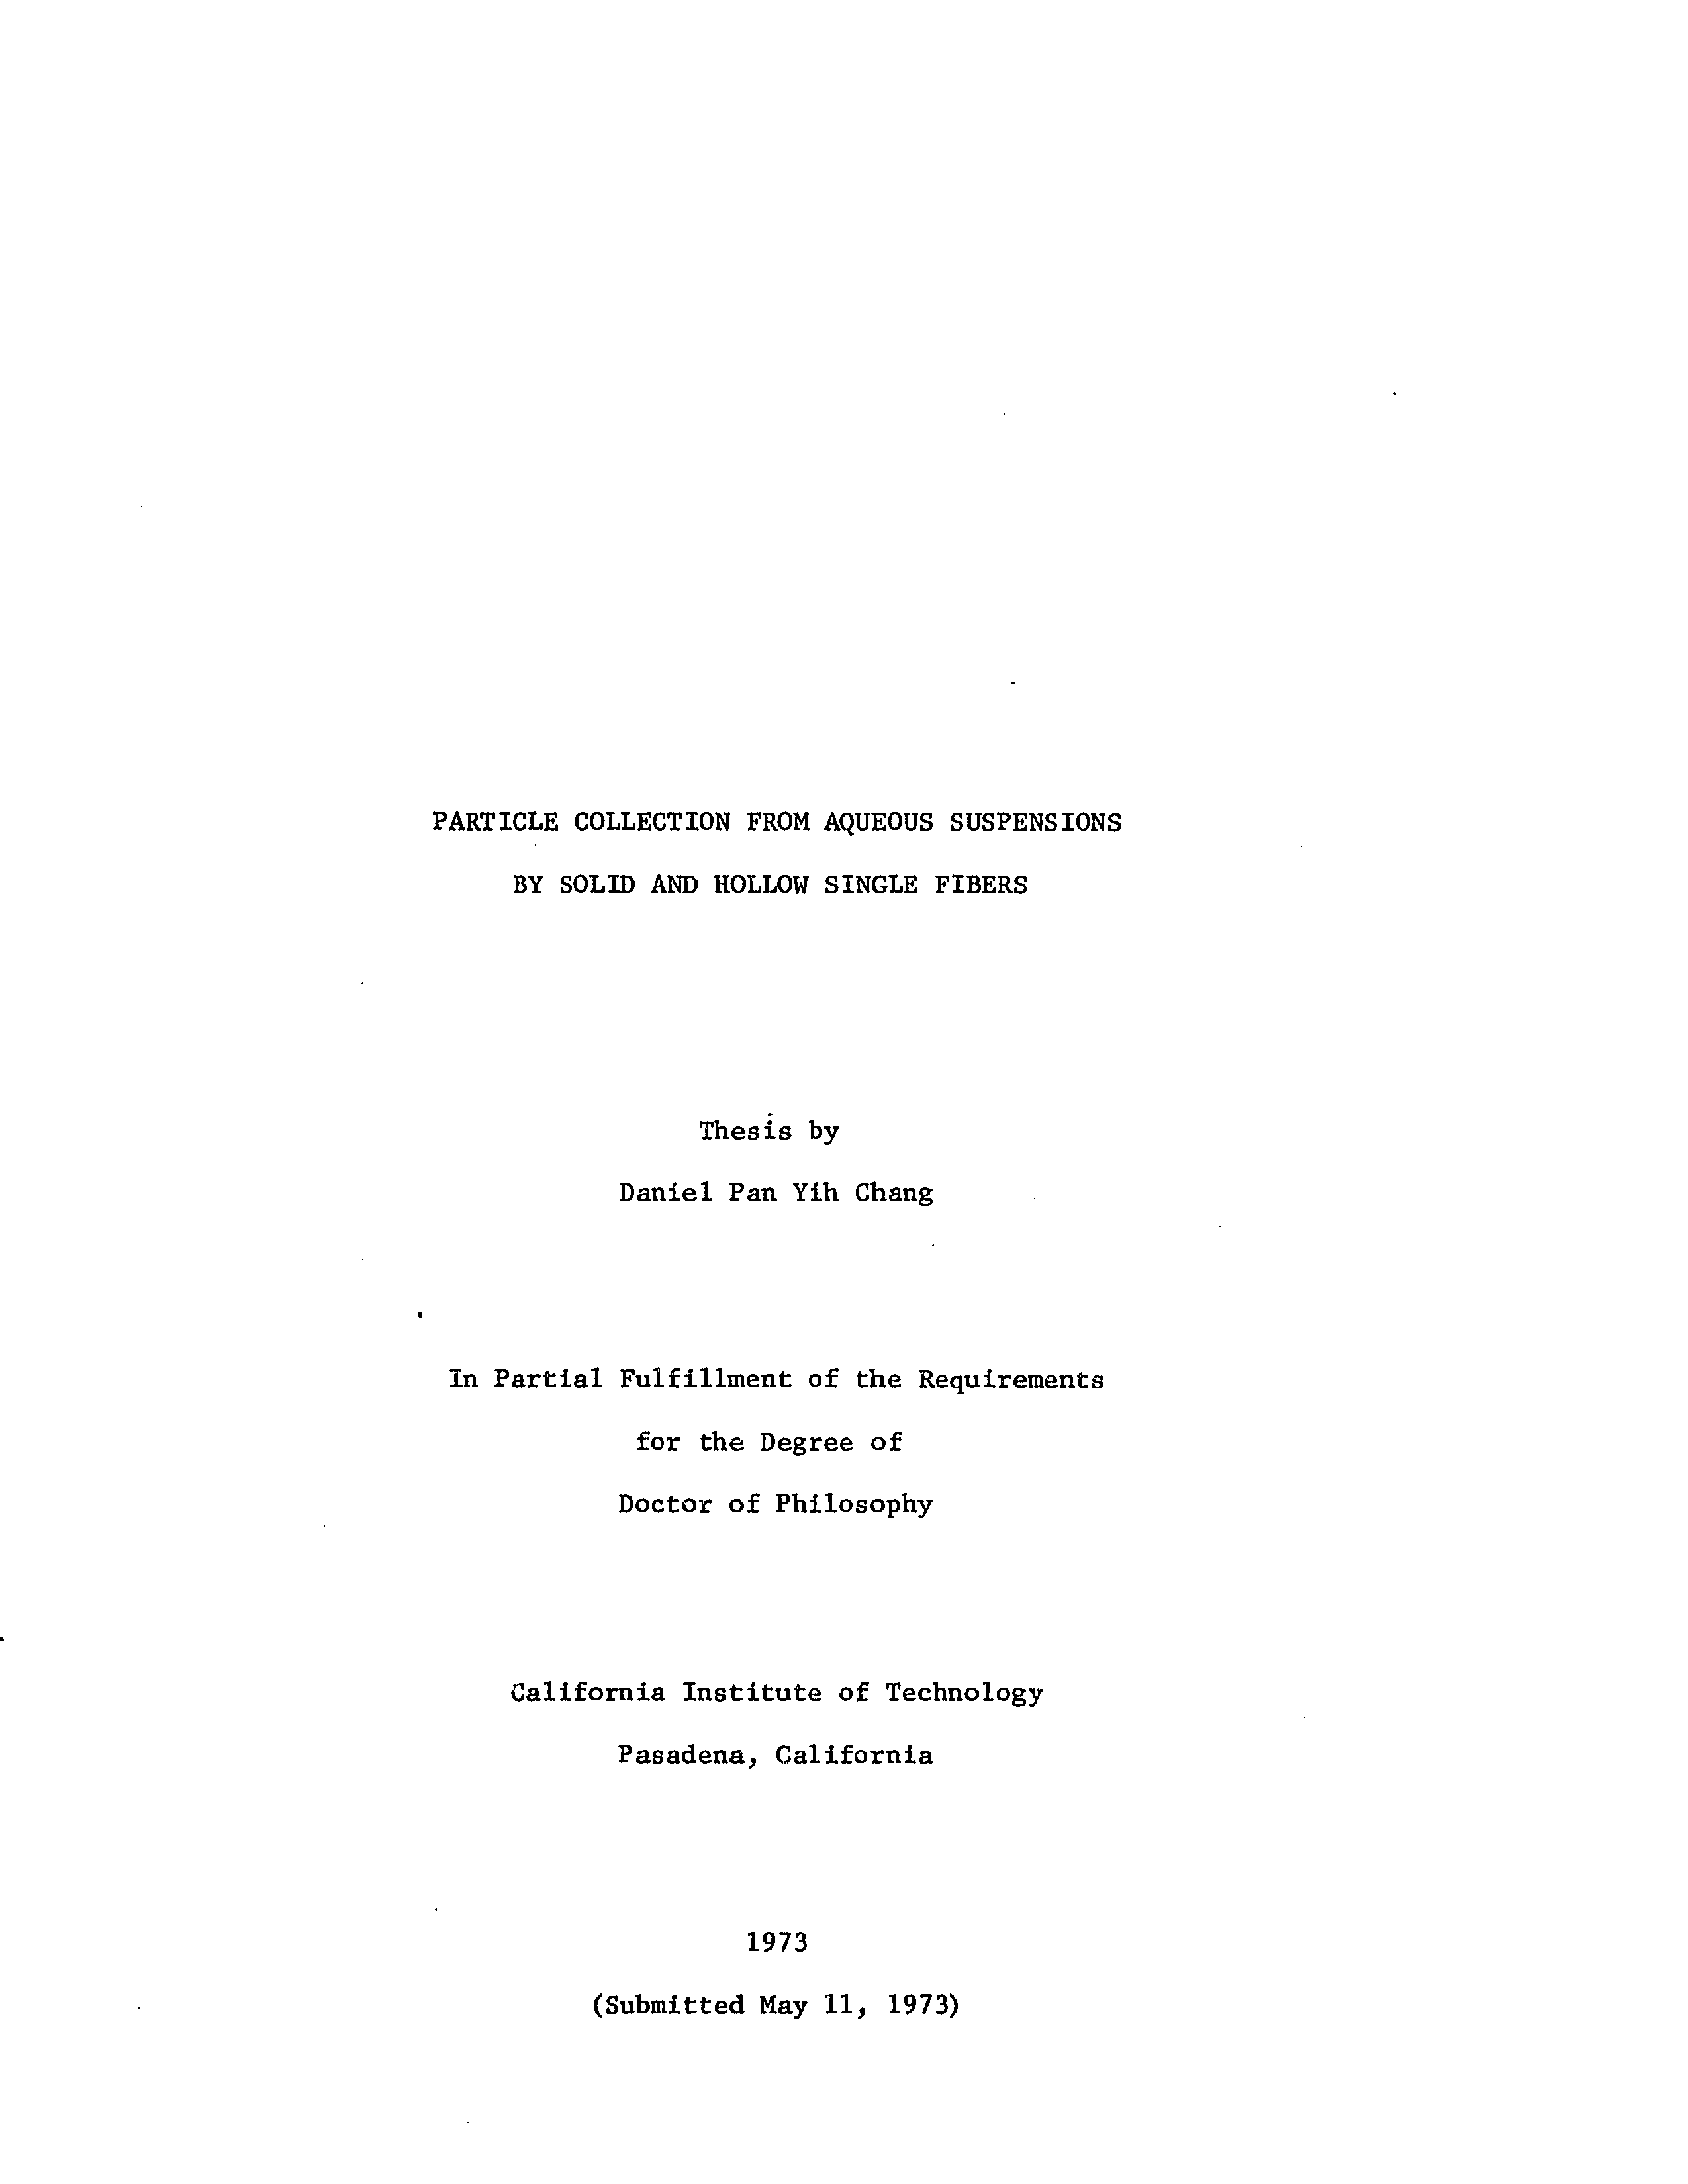 PARTICLE COLLECTION FROM AQUEOUS SUSPENSIONS
BY SOLID AND HOLLOW SINGLE FIBERS
Thesis by
Daniel Pan Yih Chang
In Partial Fulfillment of the Requirements
for the Degree of
Doctor of Philosophy
California Institute of Technology
Pasadena, California
1973
(Submitted May 11, 1973)